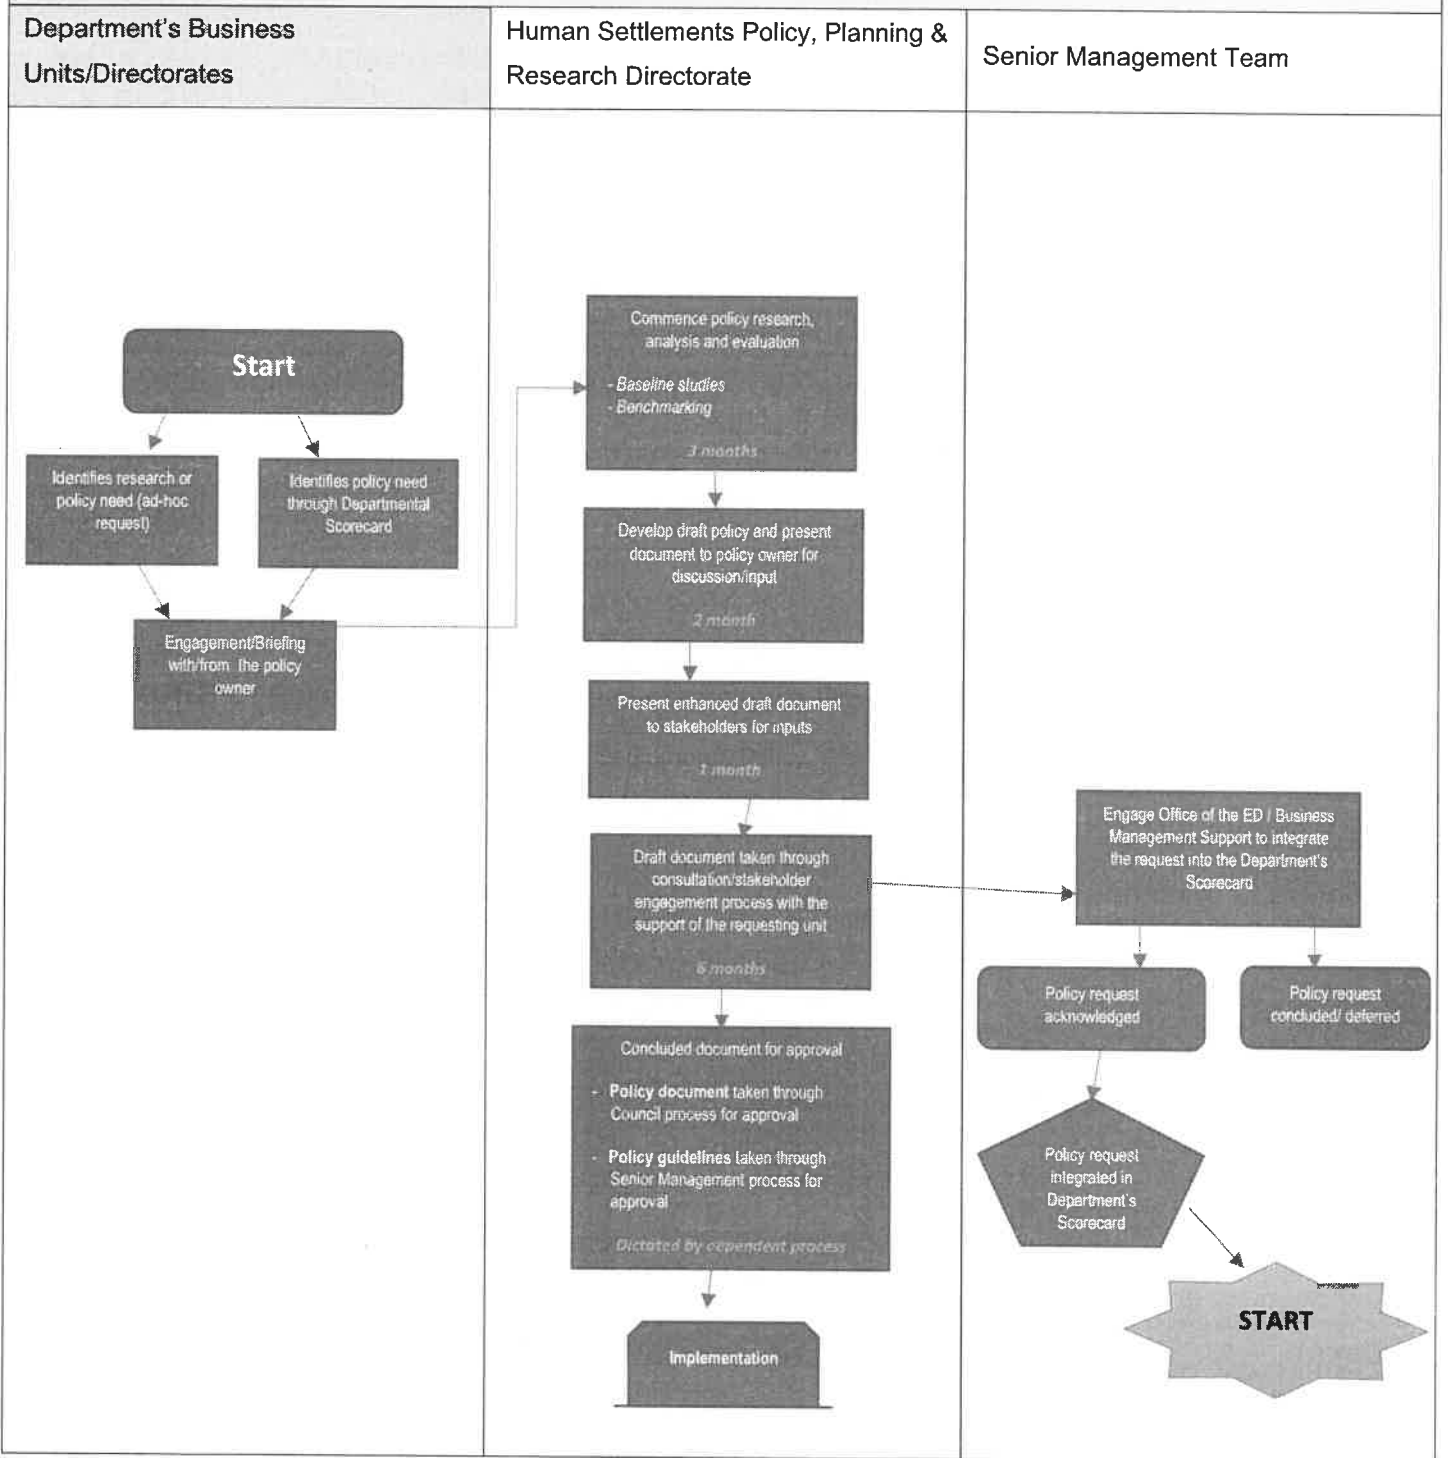 Department's Business
Units/Directorates
Human Settlements Policy, Planning &
Research Directorate
Senior Management Team
Start
Identifies research or
policy need (ad-hoc
request)
Identifies policy need
through Departmental
Scorecard
Engagement/Briefing
with/from the policy
owner
Commence policy research,
analysis and evaluation
- Baseline studies
- Benchmarking
3 months
Develop draft policy and present
document to policy owner for
discussion/input
2 month
Present enhanced draft document
to stakeholders for inputs
1 month
Draft document taken through
consultation/stakeholder
engagement process with the
support of the requesting unit
6 months
Concluded document for approval
- Policy document taken through
Council process for approval
- Policy guidelines taken through
Senior Management process for
approval
Dictated by dependent process
Implementation
Engage Office of the ED / Business
Management Support to integrate
the request into the Department's
Scorecard
Policy request
acknowledged
Policy request
concluded/ deferred
Policy request
integrated in
Department's
Scorecard
START